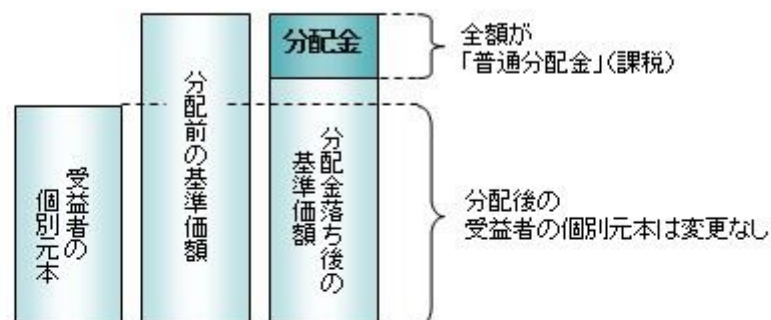 受益者の
個別元本
分配前の基準価額
分配金
分配金落ち後の
基準価額
全額が
「普通分配金」(課税)
分配後の
受益者の個別元本は変更なし